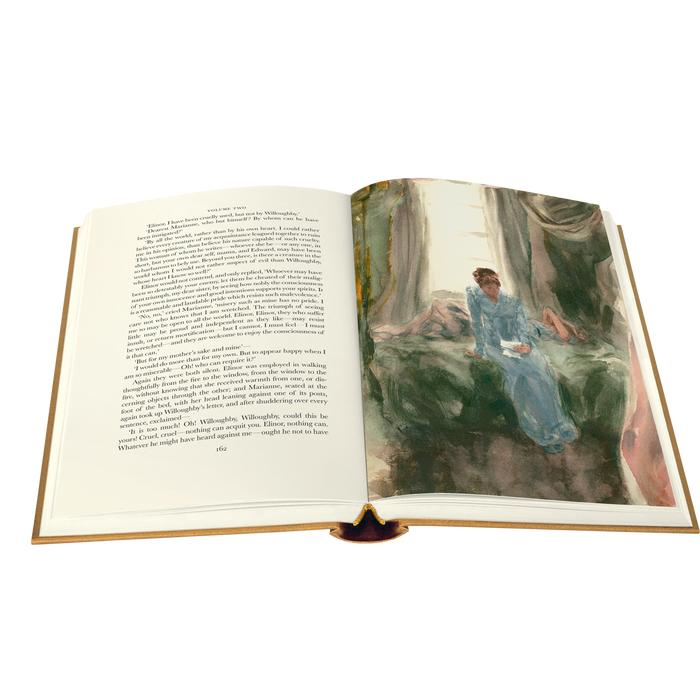 VOLUME TWO
'Elinor, I have been cruelly used, but not by Willoughby.'
'Dearest Marianne, who but himself? By whom can he have
been instigated?'
'By all the world, rather than by his own heart. I could rather
believe every creature of my acquaintance leagued together to ruin
me in his opinion, than believe his nature capable of such cruelty.
This woman of whom he writes—whoever she be—or any one, in
short, but your own dear self, mama, and Edward, may have been
so barbarous to bely me. Beyond you three, is there a creature in the
world whom I would not rather suspect of evil than Willoughby,
whose heart I know so well?'
Elinor would not contend, and only replied, 'Whoever may have
been so detestably your enemy, let them be cheated of their malig-
nant triumph, my dear sister, by seeing how nobly the consciousness
of your own innocence and good intentions supports your spirits. It
is a reasonable and laudable pride which resists such malevolence.'
'No, no,' cried Marianne, 'misery such as mine has no pride. I
care not who knows that I am wretched. The triumph of seeing
me so may be open to all the world. Elinor, Elinor, they who suffer
little may be proud and independent as they like—may resist
insult, or return mortification—but I cannot. I must feel—I must
be wretched—and they are welcome to enjoy the consciousness of
it that can.'
'But for my mother's sake and mine'—
'I would do more than for my own. But to appear happy when I
am so miserable—Oh! who can require it?'
Again they were both silent. Elinor was employed in walking
thoughtfully from the fire to the window, from the window to the
fire, without knowing that she received warmth from one, or dis-
cerning objects through the other; and Marianne, seated at the
foot of the bed, with her head leaning against one of its posts,
again took up Willoughby's letter, and after shuddering over every
sentence, exclaimed—
'It is too much! Oh! Willoughby, Willoughby, could this be
yours! Cruel, cruel—nothing can acquit you. Elinor, nothing can.
Whatever he might have heard against me—ought he not to have
162